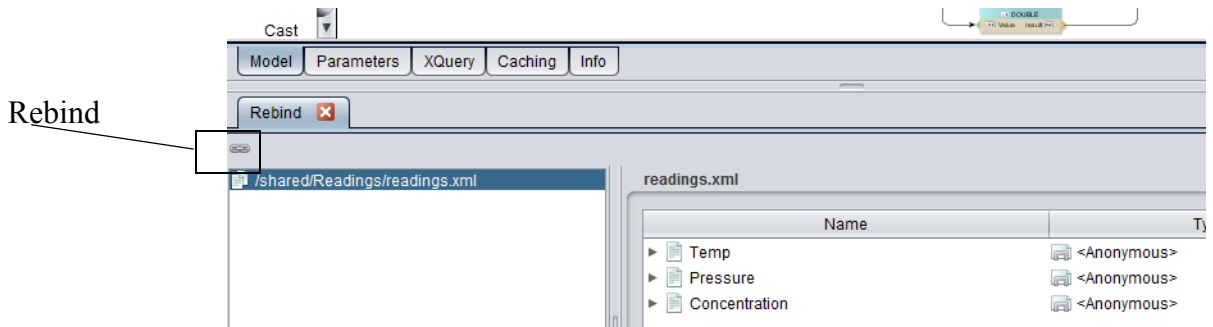 DOUBLE
Value result
Cast
Model Parameters XQuery Caching Info
Rebind
Rebind
/shared/Readings/readings.xml
readings.xml
Name Ty
Temp <Anonymous>
Pressure <Anonymous>
Concentration <Anonymous>